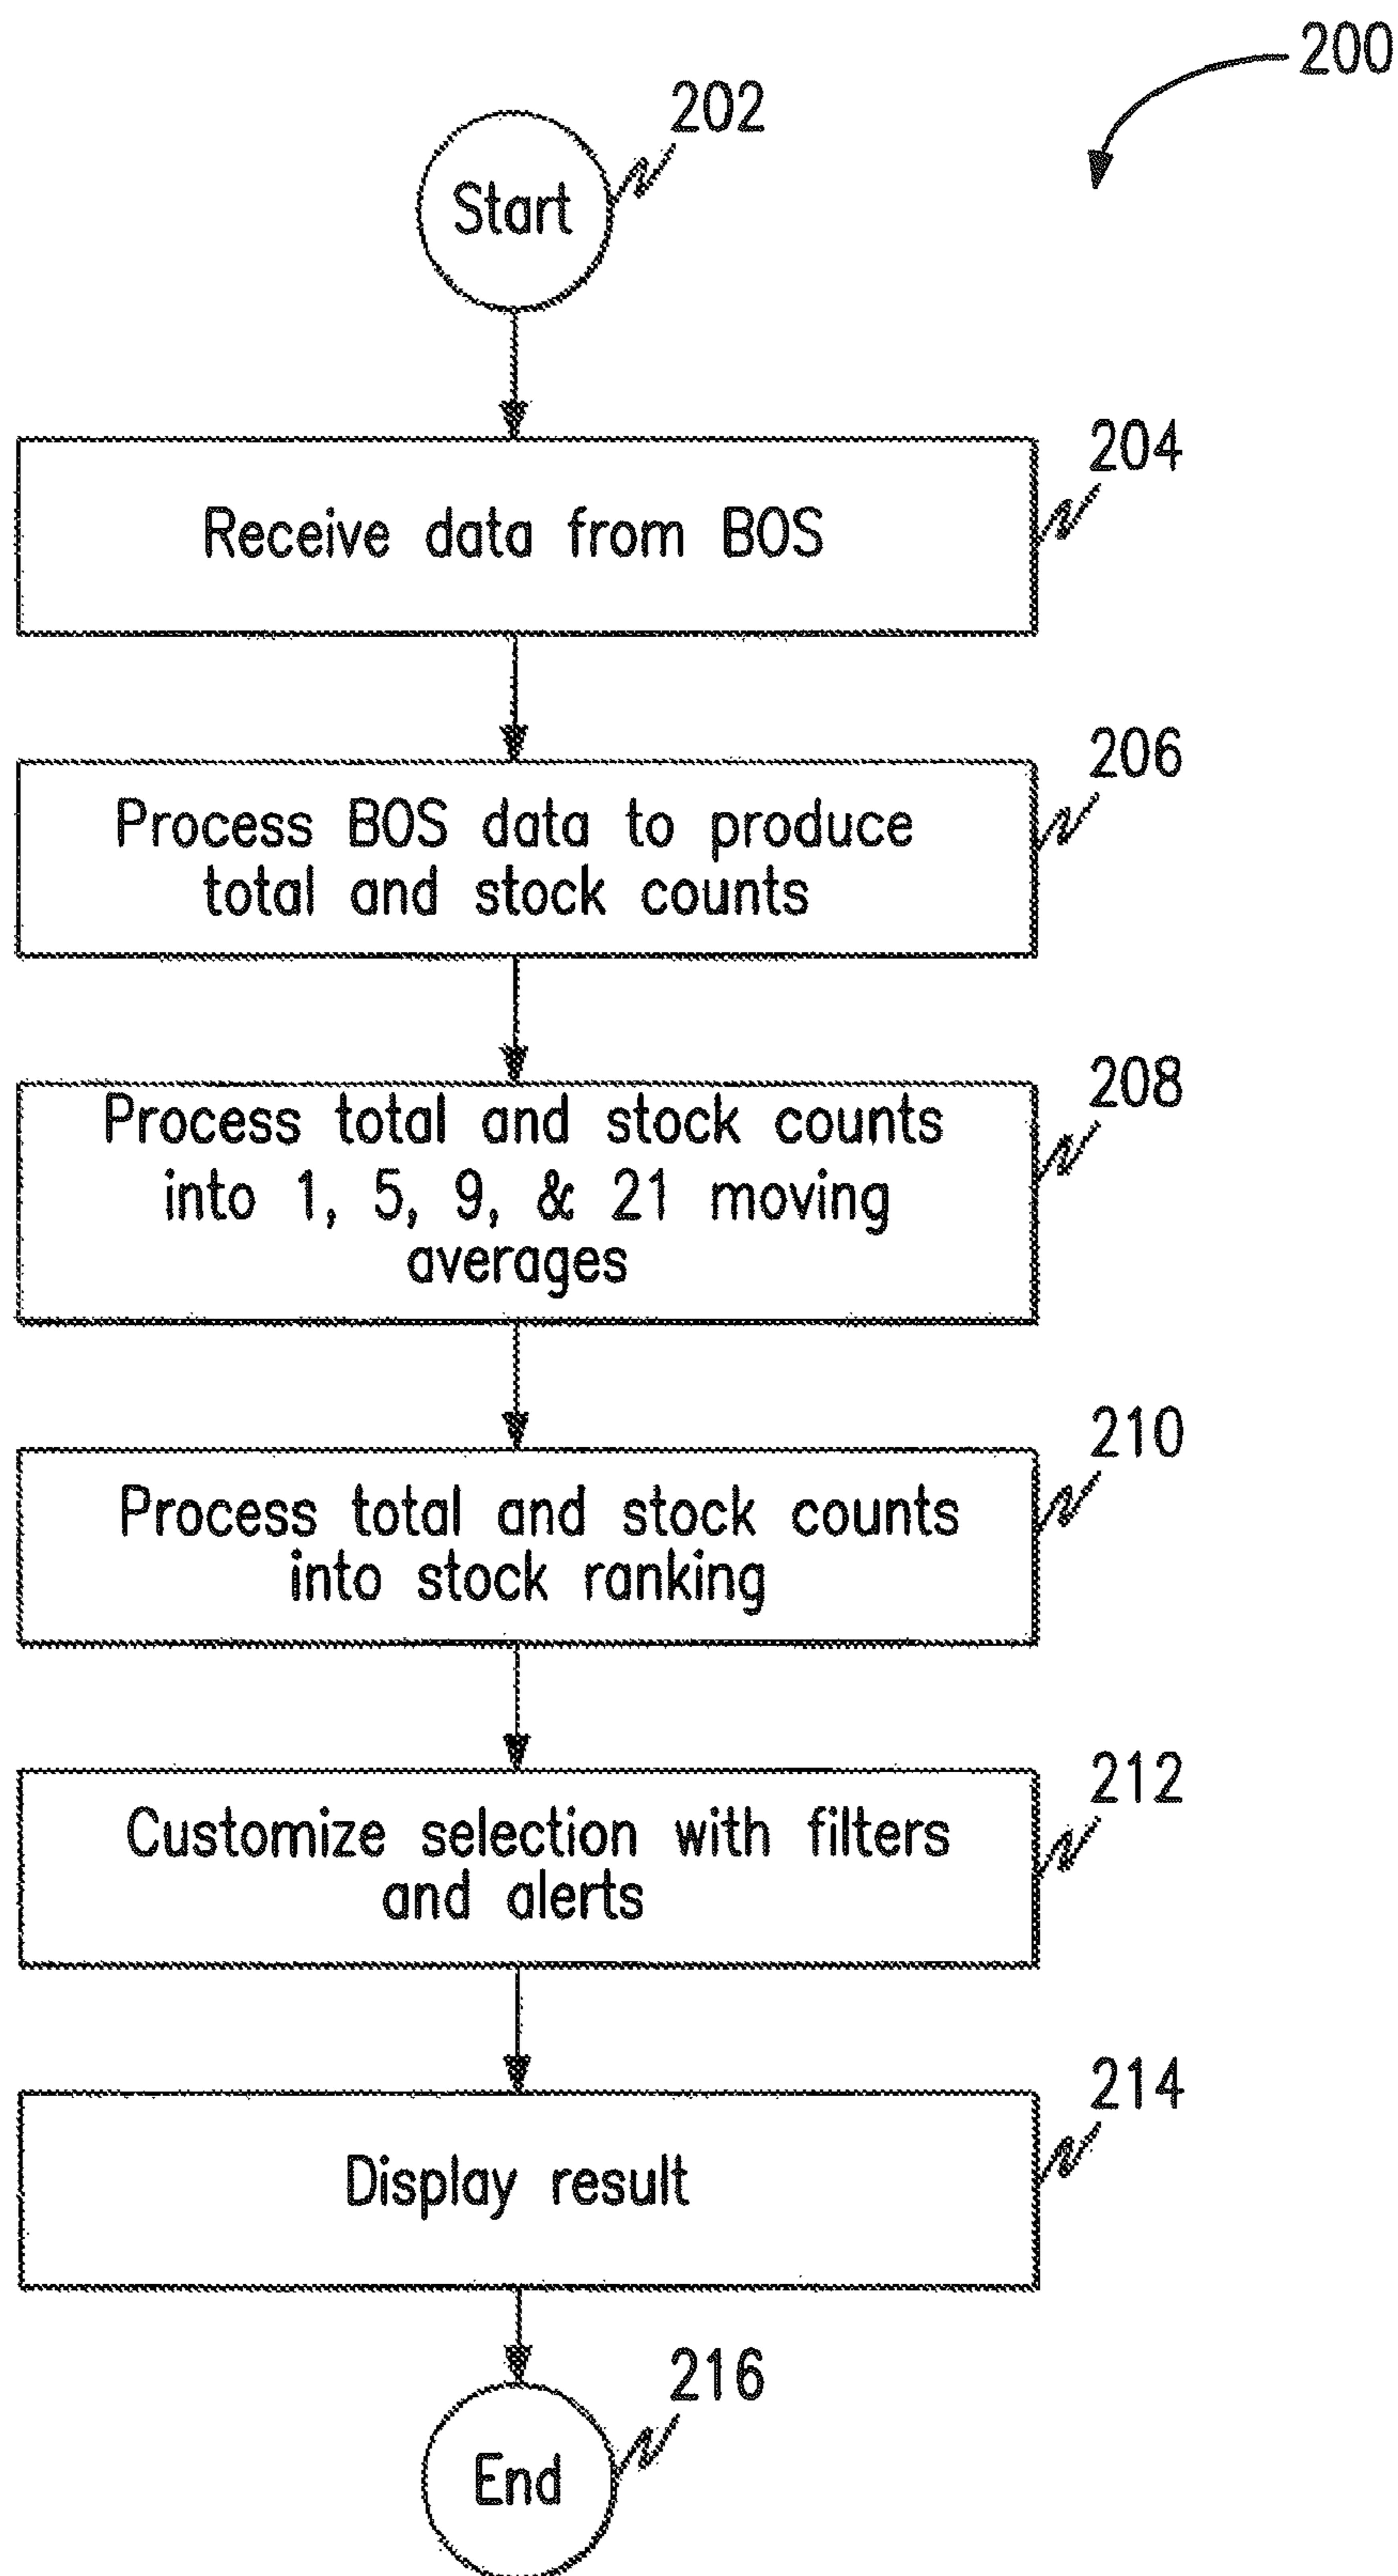 200
202
Start
204
Receive data from BOS
206
Process BOS data to produce
total and stock counts
208
Process total and stock counts
into 1, 5, 9, & 21 moving
averages
210
Process total and stock counts
into stock ranking
212
Customize selection with filters
and alerts
214
Display result
216
End